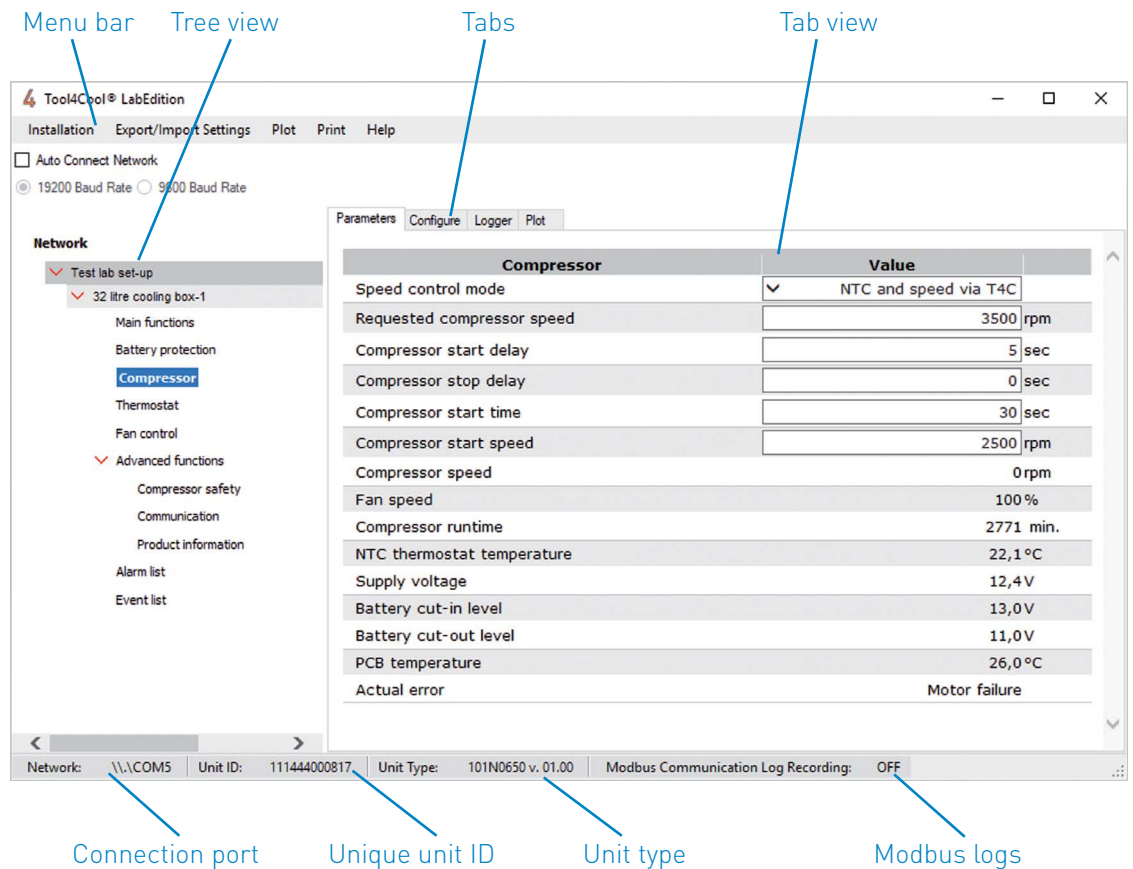 Menu bar Tree view Tabs Tab view
4 Tool4Cool® LabEdition
Installation Export/Import Settings Plot Print Help
Auto Connect Network
19200 Baud Rate 9600 Baud Rate
Parameters Configure Logger Plot
Network
Test lab set-up
32 litre cooling box-1
Main functions
Battery protection
Compressor
Thermostat
Fan control
Advanced functions
Compressor safety
Communication
Product information
Alarm list
Event list
Compressor Value
Speed control mode NTC and speed via T4C
Requested compressor speed 3500 rpm
Compressor start delay 5 sec
Compressor stop delay 0 sec
Compressor start time 30 sec
Compressor start speed 2500 rpm
Compressor speed 0 rpm
Fan speed 100 %
Compressor runtime 2771 min.
NTC thermostat temperature 22,1 °C
Supply voltage 12,4 V
Battery cut-in level 13,0 V
Battery cut-out level 11,0 V
PCB temperature 26,0 °C
Actual error Motor failure
Network: \\.\COM5 Unit ID: 111444000817 Unit Type: 101N0650 v. 01.00 Modbus Communication Log Recording: OFF
Connection port Unique unit ID Unit type Modbus logs